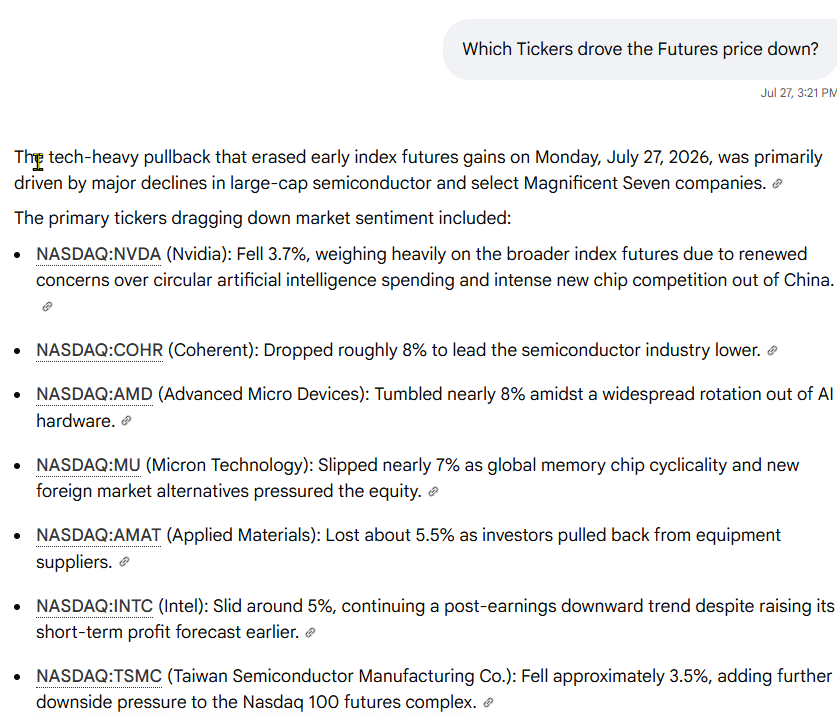 Which Tickers drove the Futures price down?
Jul 27, 3:21 PM
The tech-heavy pullback that erased early index futures gains on Monday, July 27, 2026, was primarily
driven by major declines in large-cap semiconductor and select Magnificent Seven companies.
The primary tickers dragging down market sentiment included:
• NASDAQ:NVDA (Nvidia): Fell 3.7%, weighing heavily on the broader index futures due to renewed
concerns over circular artificial intelligence spending and intense new chip competition out of China.
• NASDAQ:COHR (Coherent): Dropped roughly 8% to lead the semiconductor industry lower.
• NASDAQ:AMD (Advanced Micro Devices): Tumbled nearly 8% amidst a widespread rotation out of AI
hardware.
• NASDAQ:MU (Micron Technology): Slipped nearly 7% as global memory chip cyclicality and new
foreign market alternatives pressured the equity.
• NASDAQ:AMAT (Applied Materials): Lost about 5.5% as investors pulled back from equipment
suppliers.
• NASDAQ:INTC (Intel): Slid around 5%, continuing a post-earnings downward trend despite raising its
short-term profit forecast earlier.
• NASDAQ:TSMC (Taiwan Semiconductor Manufacturing Co.): Fell approximately 3.5%, adding further
downside pressure to the Nasdaq 100 futures complex.